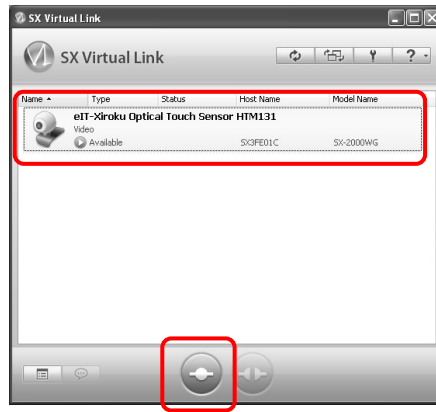 SX Virtual Link
SX Virtual Link
?
Name Type Status Host Name Model Name
eIT-Xiroku Optical Touch Sensor HTM131
Video
Available SX3FE01C SX-2000WG